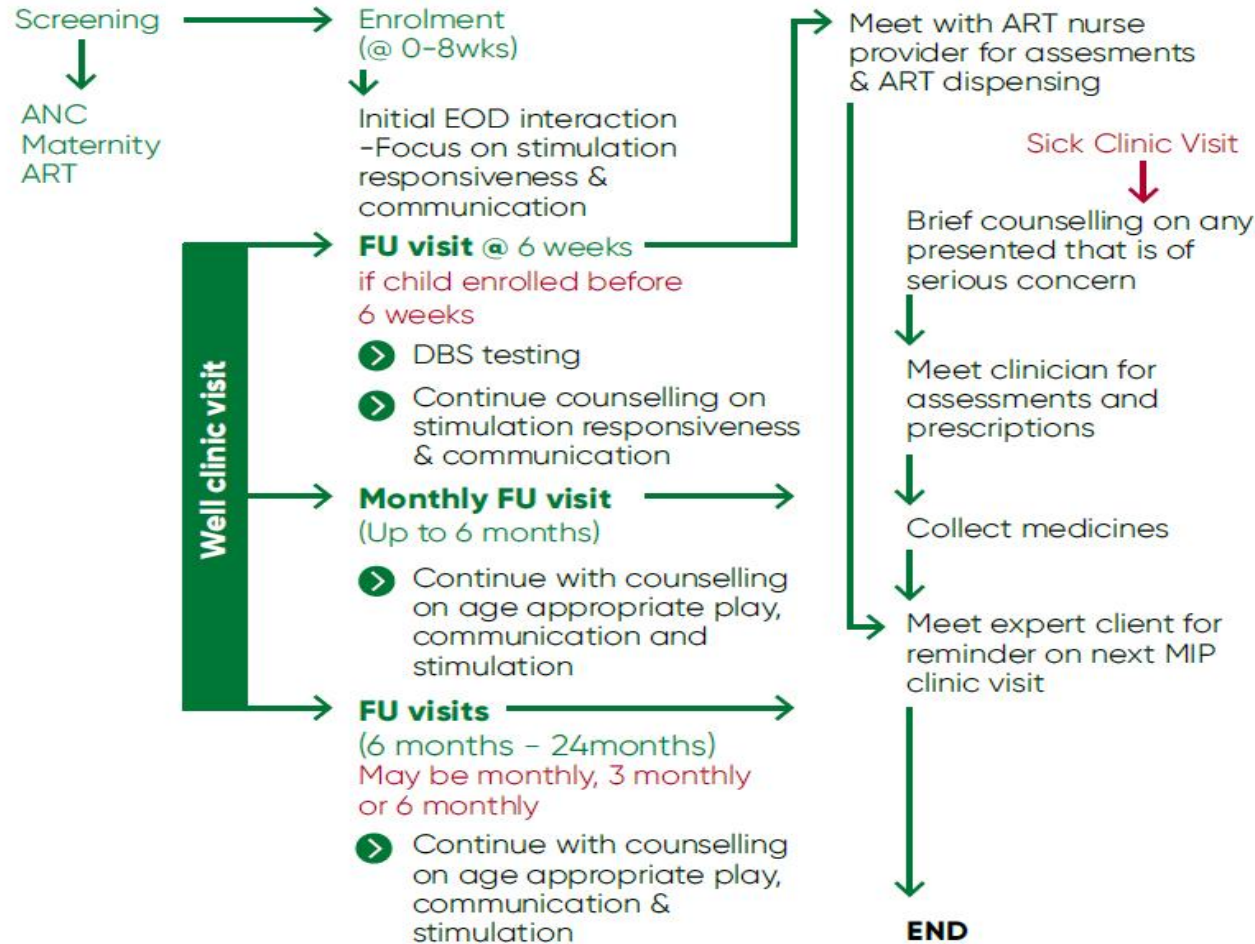 Screening
ANC
Maternity
ART
Enrolment
(@ 0-8wks)
Initial EOD interaction
-Focus on stimulation
responsiveness &
communication
Well clinic visit
FU visit @ 6 weeks
if child enrolled before
6 weeks
DBS testing
Continue counselling on
stimulation responsiveness
& communication
Monthly FU visit
(Up to 6 months)
Continue with counselling
on age appropriate play,
communication and
stimulation
FU visits
(6 months - 24months)
May be monthly, 3 monthly
or 6 monthly
Continue with counselling
on age appropriate play,
communication &
stimulation
Meet with ART nurse
provider for assesments
& ART dispensing
Sick Clinic Visit
Brief counselling on any
presented that is of
serious concern
Meet clinician for
assessments and
prescriptions
Collect medicines
Meet expert client for
reminder on next MIP
clinic visit
END